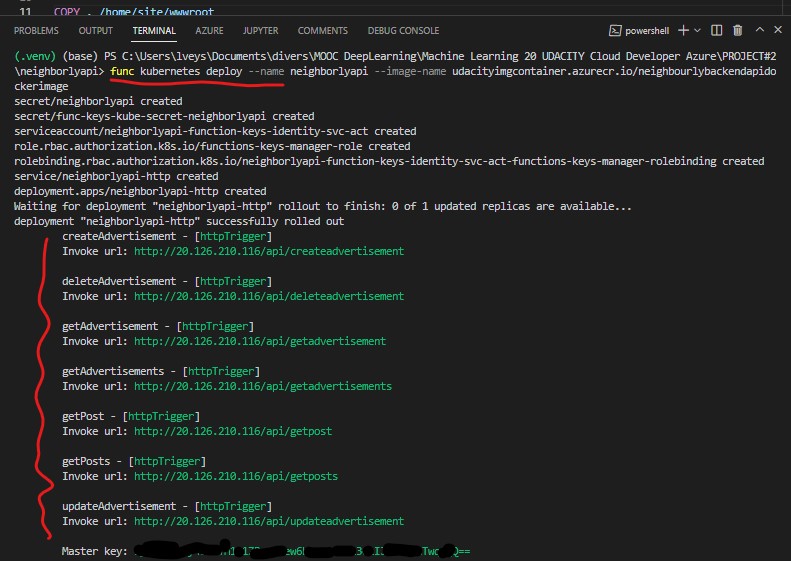 11 COPY . /home/site/wwwroot
PROBLEMS OUTPUT TERMINAL AZURE JUPYTER COMMENTS DEBUG CONSOLE powershell
(.venv) (base) PS C:\Users\lveys\Documents\divers\MOOC DeepLearning\Machine Learning 20 UDACITY Cloud Developer Azure\PROJECT#2
\neighborlyapi> func kubernetes deploy --name neighborlyapi --image-name udacityimgcontainer.azurecr.io/neighbourlybackendapido
ckerimage
secret/neighborlyapi created
secret/func-keys-kube-secret-neighborlyapi created
serviceaccount/neighborlyapi-function-keys-identity-svc-act created
role.rbac.authorization.k8s.io/functions-keys-manager-role created
rolebinding.rbac.authorization.k8s.io/neighborlyapi-function-keys-identity-svc-act-functions-keys-manager-rolebinding created
service/neighborlyapi-http created
deployment.apps/neighborlyapi-http created
Waiting for deployment "neighborlyapi-http" rollout to finish: 0 of 1 updated replicas are available...
deployment "neighborlyapi-http" successfully rolled out
createAdvertisement - [httpTrigger]
Invoke url: http://20.126.210.116/api/createadvertisement
deleteAdvertisement - [httpTrigger]
Invoke url: http://20.126.210.116/api/deleteadvertisement
getAdvertisement - [httpTrigger]
Invoke url: http://20.126.210.116/api/getadvertisement
getAdvertisements - [httpTrigger]
Invoke url: http://20.126.210.116/api/getadvertisements
getPost - [httpTrigger]
Invoke url: http://20.126.210.116/api/getpost
getPosts - [httpTrigger]
Invoke url: http://20.126.210.116/api/getposts
updateAdvertisement - [httpTrigger]
Invoke url: http://20.126.210.116/api/updateadvertisement
Master key: